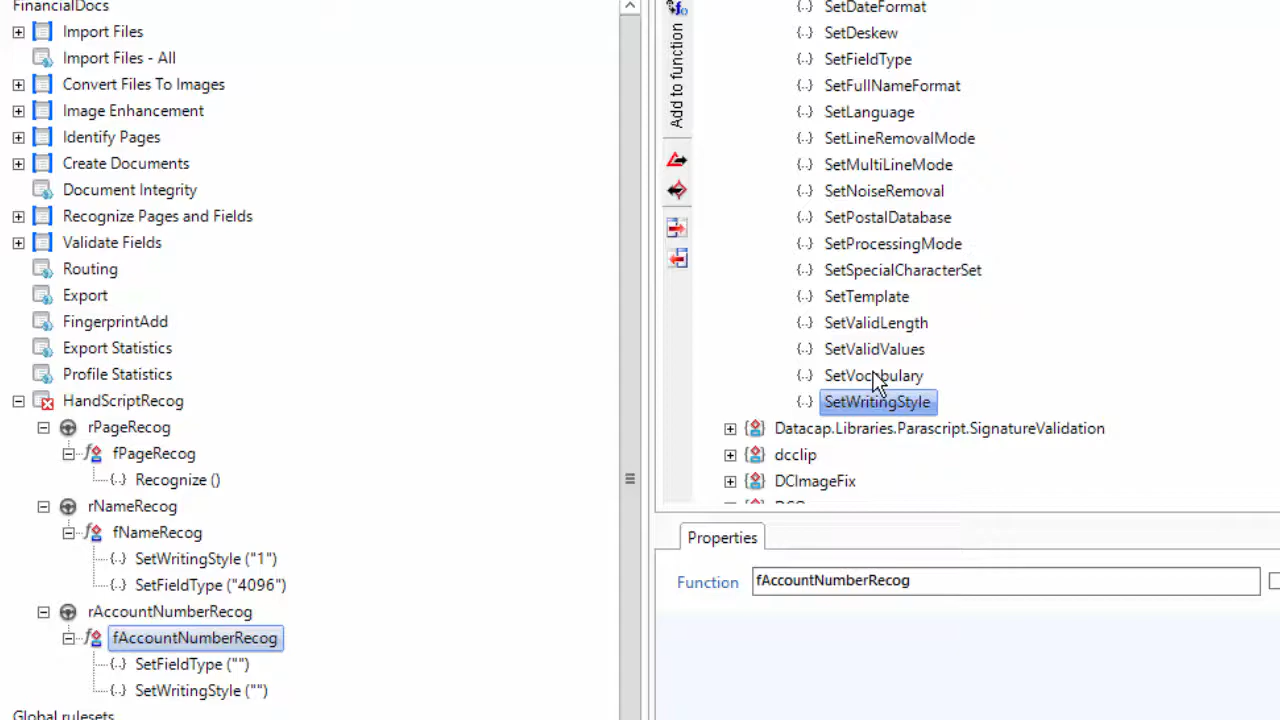 FinancialDocs
Import Files
Import Files - All
Convert Files To Images
Image Enhancement
Identify Pages
Create Documents
Document Integrity
Recognize Pages and Fields
Validate Fields
Routing
Export
FingerprintAdd
Export Statistics
Profile Statistics
HandScriptRecog
rPageRecog
fPageRecog
Recognize ()
rNameRecog
fNameRecog
SetWritingStyle ("1")
SetFieldType ("4096")
rAccountNumberRecog
fAccountNumberRecog
SetFieldType ("")
SetWritingStyle ("")
Global rulesets
Add to function
SetDateFormat
SetDeskew
SetFieldType
SetFullNameFormat
SetLanguage
SetLineRemovalMode
SetMultiLineMode
SetNoiseRemoval
SetPostalDatabase
SetProcessingMode
SetSpecialCharacterSet
SetTemplate
SetValidLength
SetValidValues
SetVocabulary
SetWritingStyle
Datacap.Libraries.Parascript.SignatureValidation
dcclip
DCImageFix
Properties
Function fAccountNumberRecog